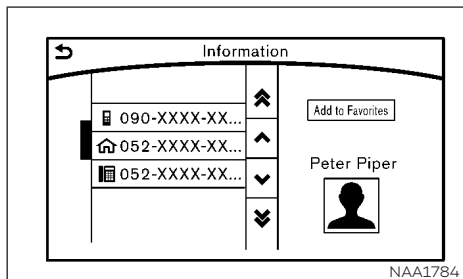 Information
090-XXXX-XX...
052-XXXX-XX...
052-XXXX-XX...
Add to Favorites
Peter Piper
NAA1784